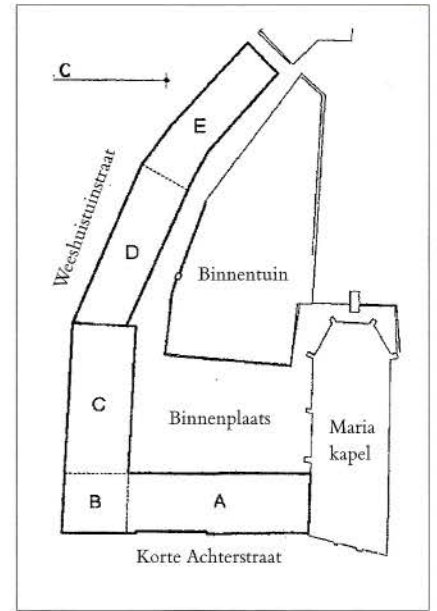 C
E
Weeshuistuinstraat
D
Binnentuin
C
Binnenplaats
Maria
kapel
B
A
Korte Achterstraat